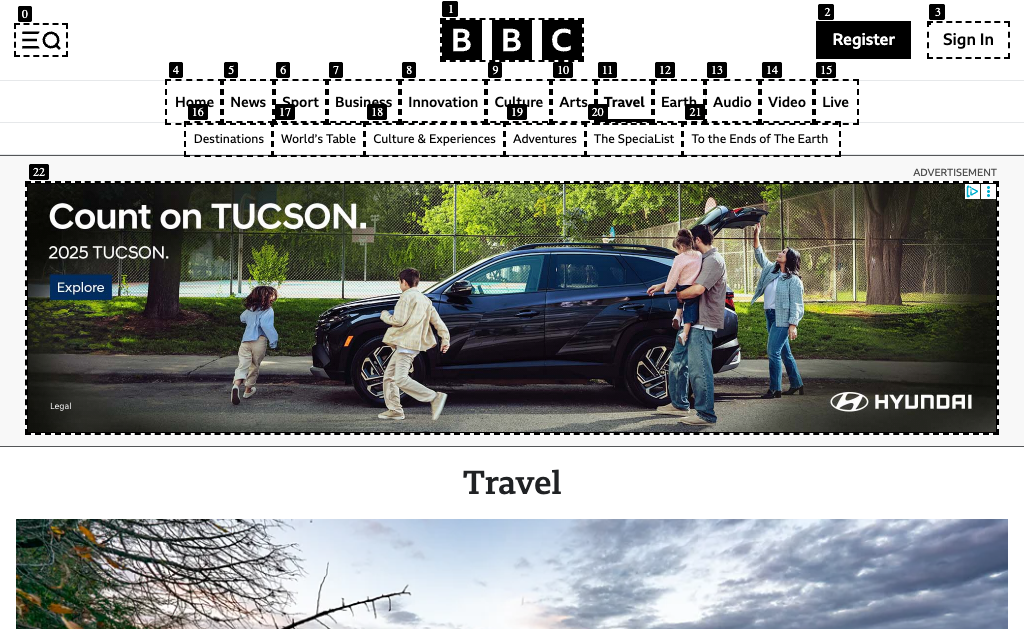 BBC
Register
Sign In
Home News Sport Business Innovation Culture Arts Travel Earth Audio Video Live
Destinations World's Table Culture & Experiences Adventures The SpeciaList To the Ends of The Earth
ADVERTISEMENT
Count on TUCSON.
2025 TUCSON.
Explore
Legal
HYUNDAI
Travel
0
1
2
3
4
5
6
7
8
9
10
11
12
13
14
15
16
17
18
19
20
21
22